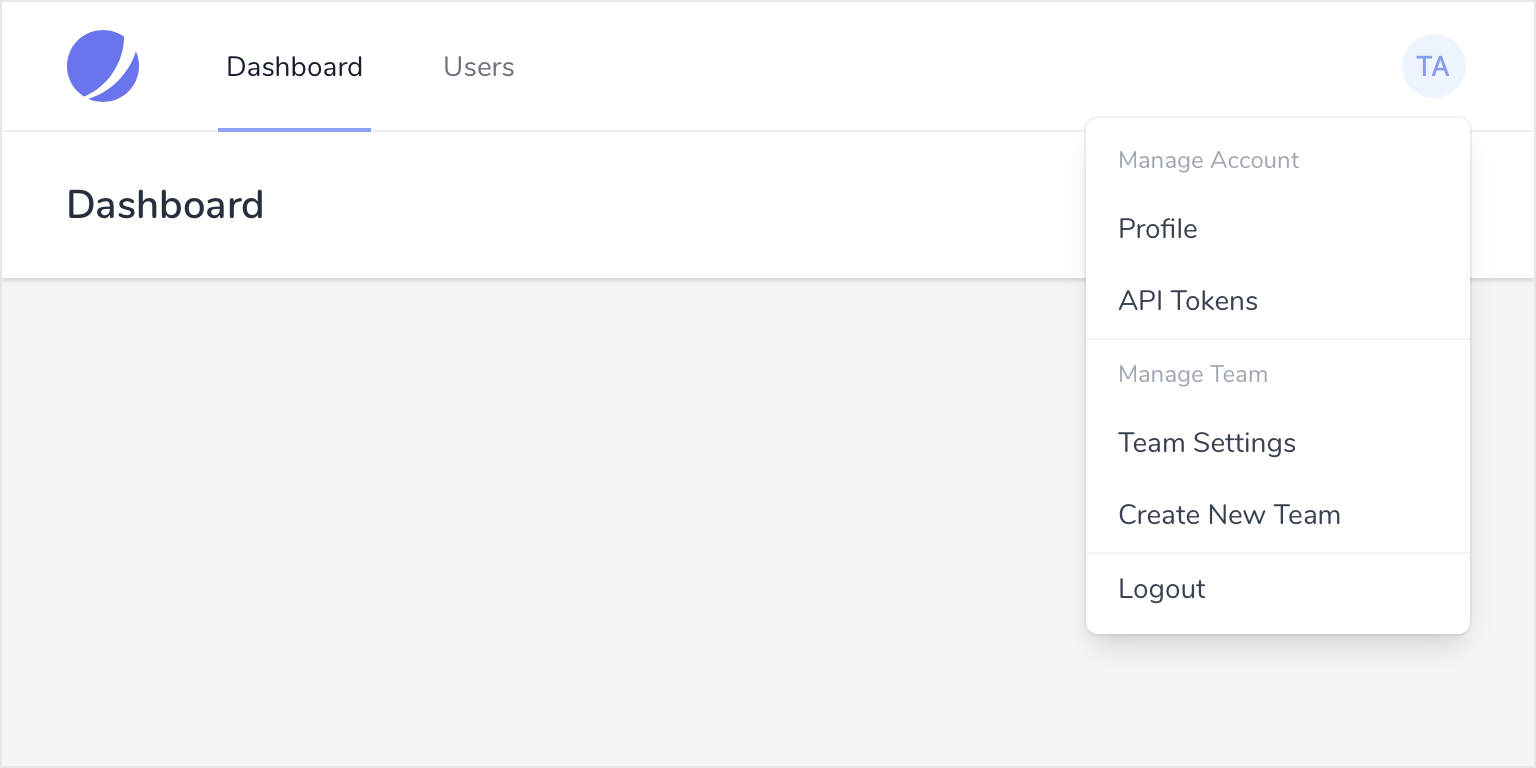 Dashboard Users TA
Dashboard
Manage Account
Profile
API Tokens
Manage Team
Team Settings
Create New Team
Logout